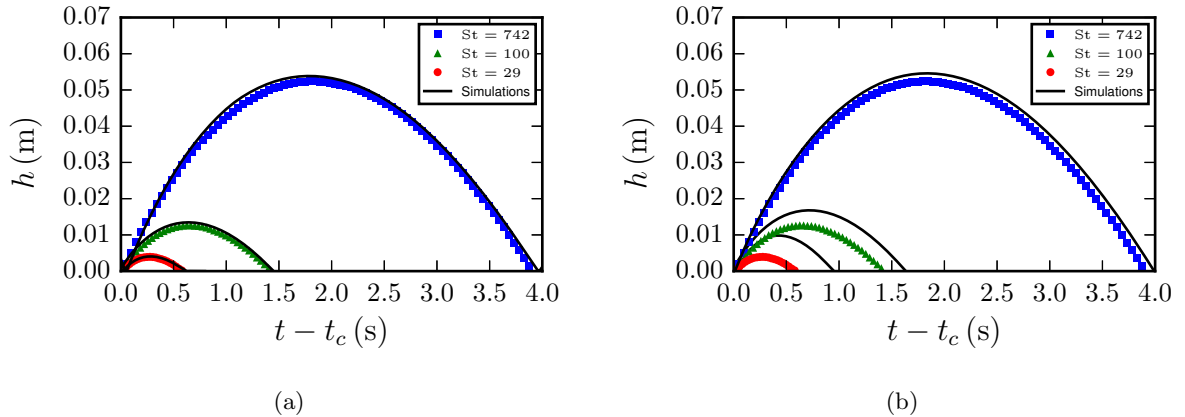 0.07
0.06
0.05
0.04
0.03
0.02
0.01
0.00
h (m)
0.0 0.5 1.0 1.5 2.0 2.5 3.0 3.5 4.0
t − t_c (s)
St = 742
St = 100
St = 29
Simulations
(a)
0.07
0.06
0.05
0.04
0.03
0.02
0.01
0.00
h (m)
0.0 0.5 1.0 1.5 2.0 2.5 3.0 3.5 4.0
t − t_c (s)
St = 742
St = 100
St = 29
Simulations
(b)